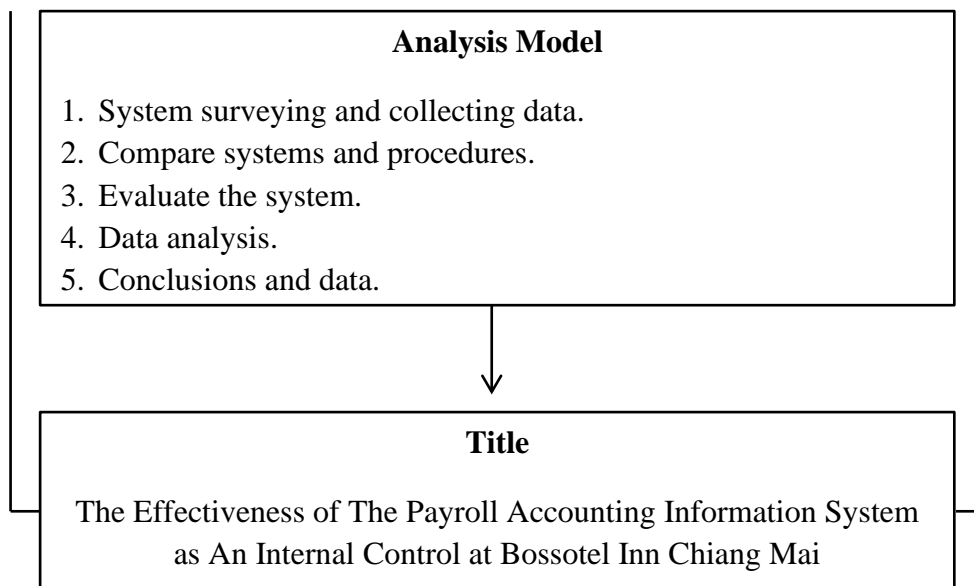 Analysis Model
1. System surveying and collecting data.
2. Compare systems and procedures.
3. Evaluate the system.
4. Data analysis.
5. Conclusions and data.
Title
The Effectiveness of The Payroll Accounting Information System
as An Internal Control at Bossotel Inn Chiang Mai